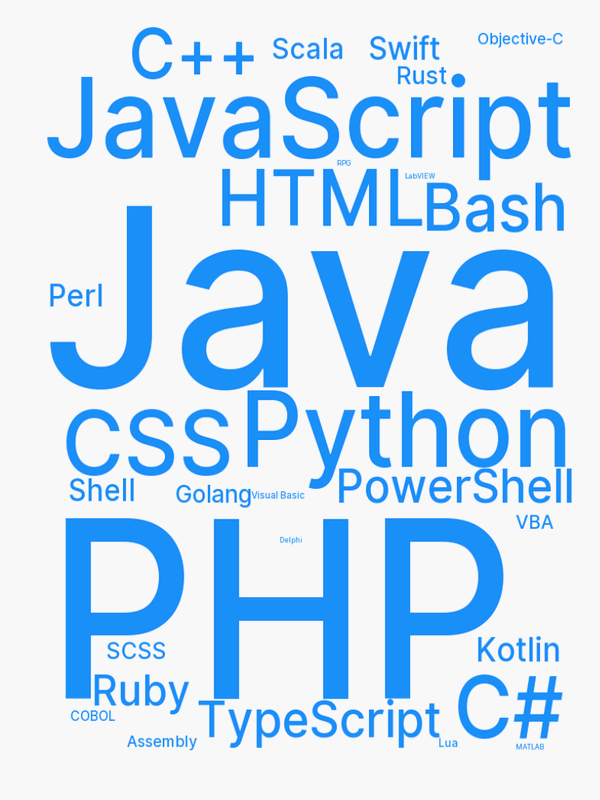 C++
Scala
Swift
Objective-C
Rust
JavaScript
RPG
LabVIEW
HTML
Bash
Java
Perl
CSS
Python
Shell
Golang
Visual Basic
PowerShell
VBA
PHP
Delphi
SCSS
Kotlin
Ruby
C#
COBOL
TypeScript
Assembly
Lua
MATLAB